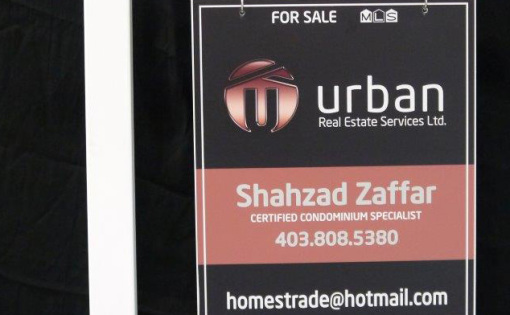 FOR SALE MLS
urban
Real Estate Services Ltd.
Shahzad Zaffar
CERTIFIED CONDOMINIUM SPECIALIST
403.808.5380
homestrade@hotmail.com